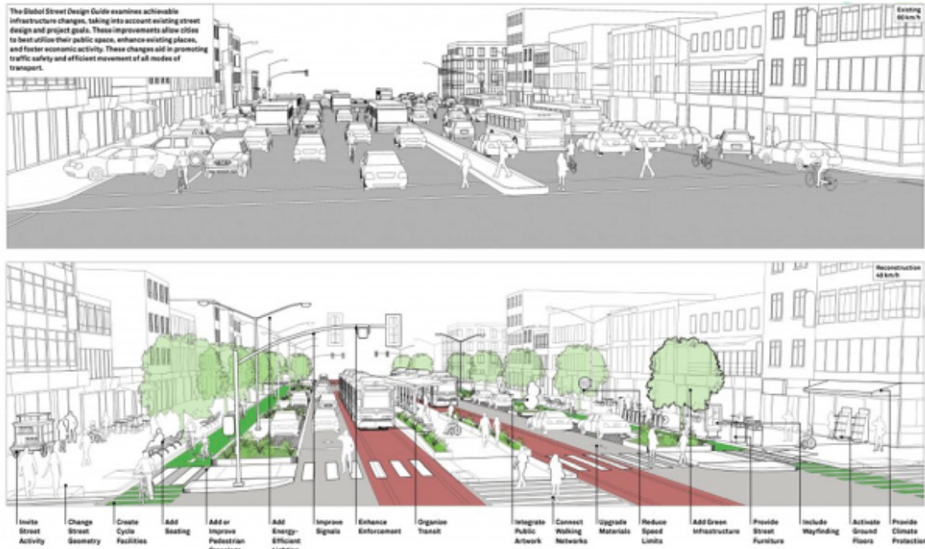 The Global Street Design Guide examines achievable
infrastructure changes, taking into account existing street
design and project goals. These improvements allow cities
to best utilise their public space, enhance existing places,
and foster economic activity. These changes aid in promoting
traffic safety and efficient movement of all modes of
transport.
Existing
Reconstruction
Invite
Street
Activity
Change
Street
Geometry
Create
Cycle
Facilities
Add
Seating
Add or
Improve
Pedestrian
Add
Energy-
Efficient
Improve
Signals
Enhance
Enforcement
Organize
Transit
Integrate
Public
Artwork
Connect
Walking
Networks
Upgrade
Materials
Reduce
Speed
Limits
Add Green
Infrastructure
Provide
Street
Furniture
Include
Wayfinding
Activate
Ground
Floors
Provide
Climate
Protection